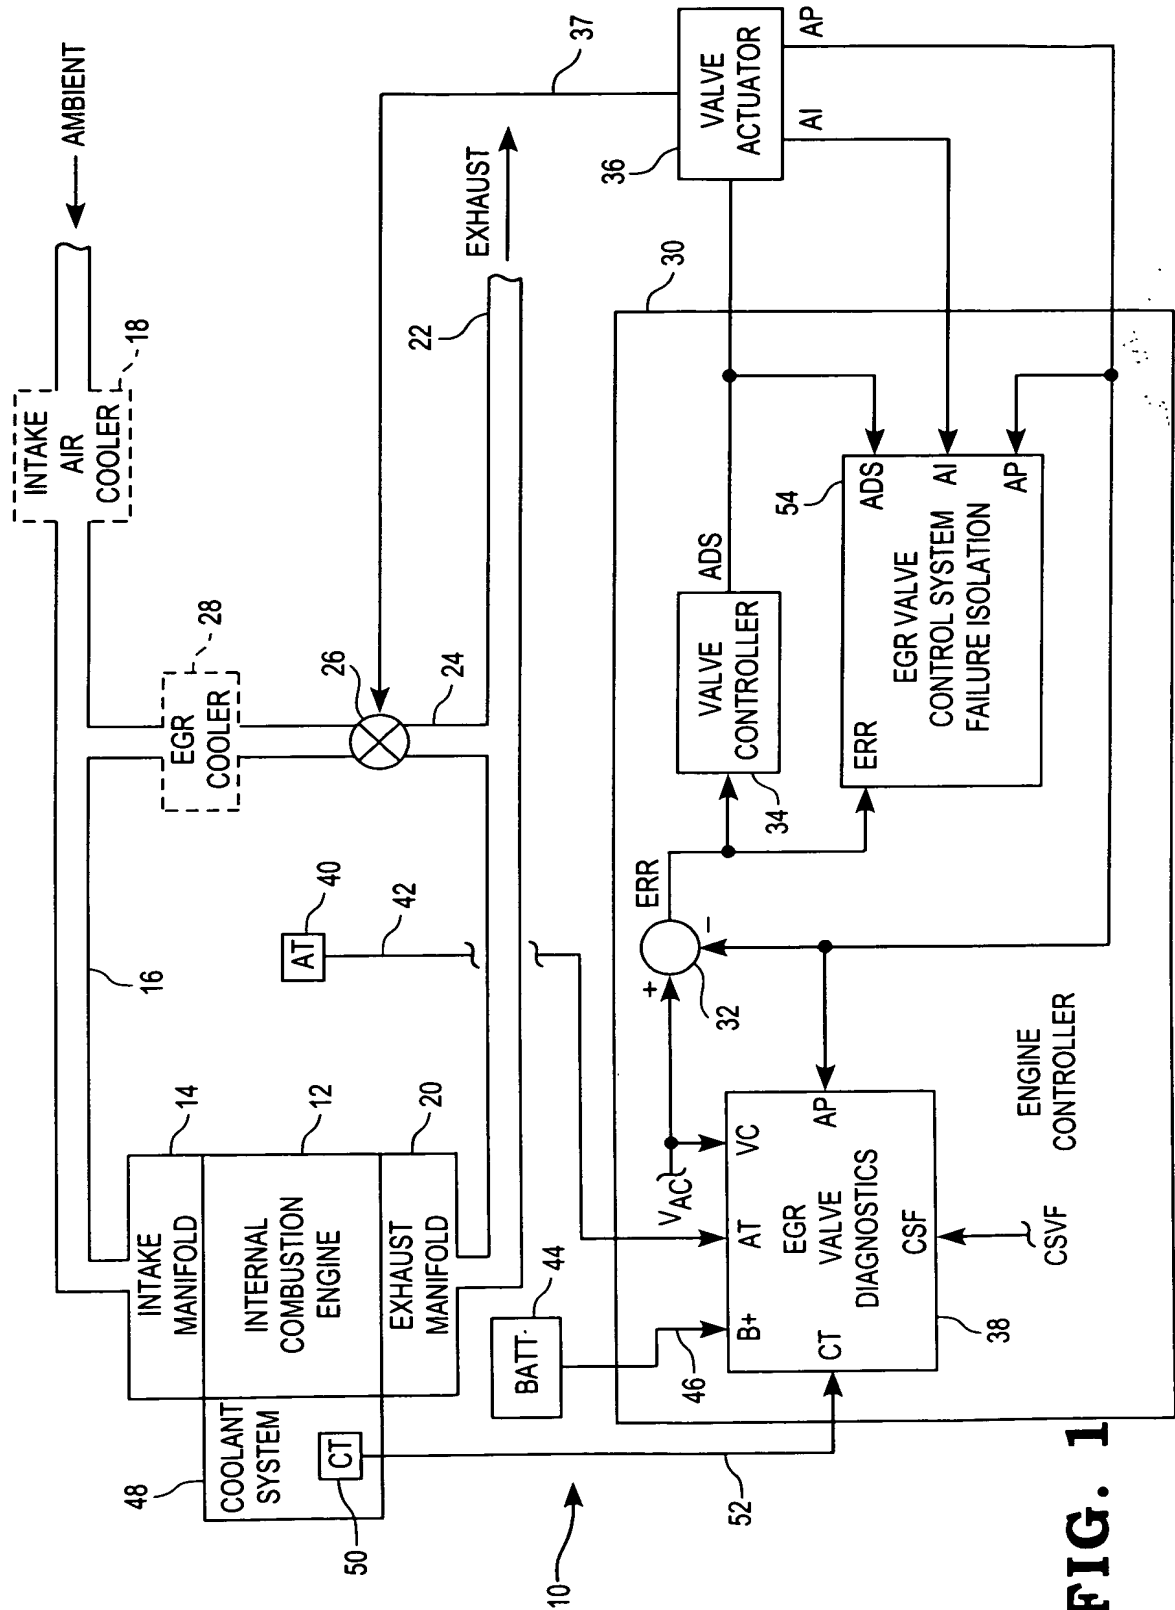 AMBIENT
INTAKE
AIR
COOLER
18
EGR
COOLER
28
26
24
16
AT
40
42
22
EXHAUST
37
INTAKE
MANIFOLD
14
INTERNAL
COMBUSTION
ENGINE
12
EXHAUST
MANIFOLD
20
COOLANT
SYSTEM
48
CT
50
10
BATT.
44
46
52
30
VALVE
ACTUATOR
36
AI
AP
VALVE
CONTROLLER
34
ADS
ERR
+
−
32
VAC
B+
AT
VC
CT
EGR
VALVE
DIAGNOSTICS
AP
CSF
38
CSVF
ERR
EGR VALVE
CONTROL SYSTEM
FAILURE ISOLATION
ADS
AI
AP
54
ENGINE
CONTROLLER
FIG. 1